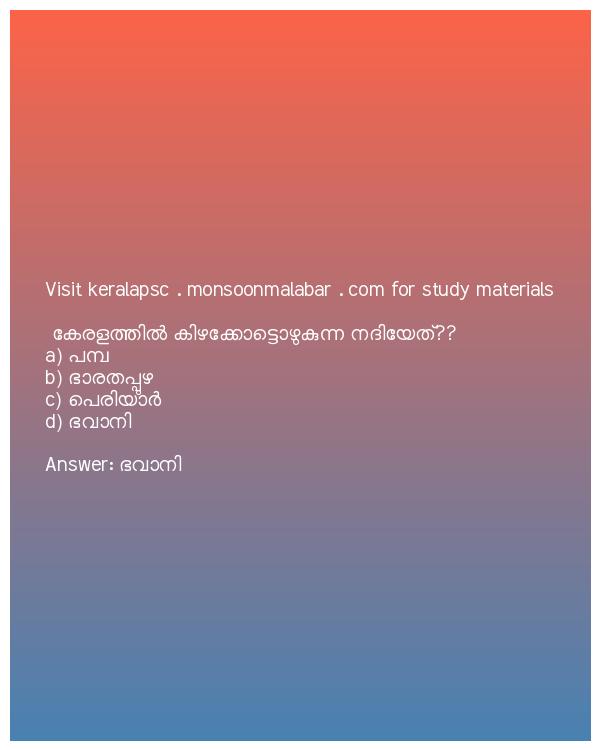 Visit keralapsc . monsoonmalabar . com for study materials
കേരളത്തിൽ കിഴക്കോട്ടൊഴുകുന്ന നദിയേത്??
a) പമ്പ
b) ഭാരതപ്പുഴ
c) പെരിയാർ
d) ഭവാനി
Answer: ഭവാനി